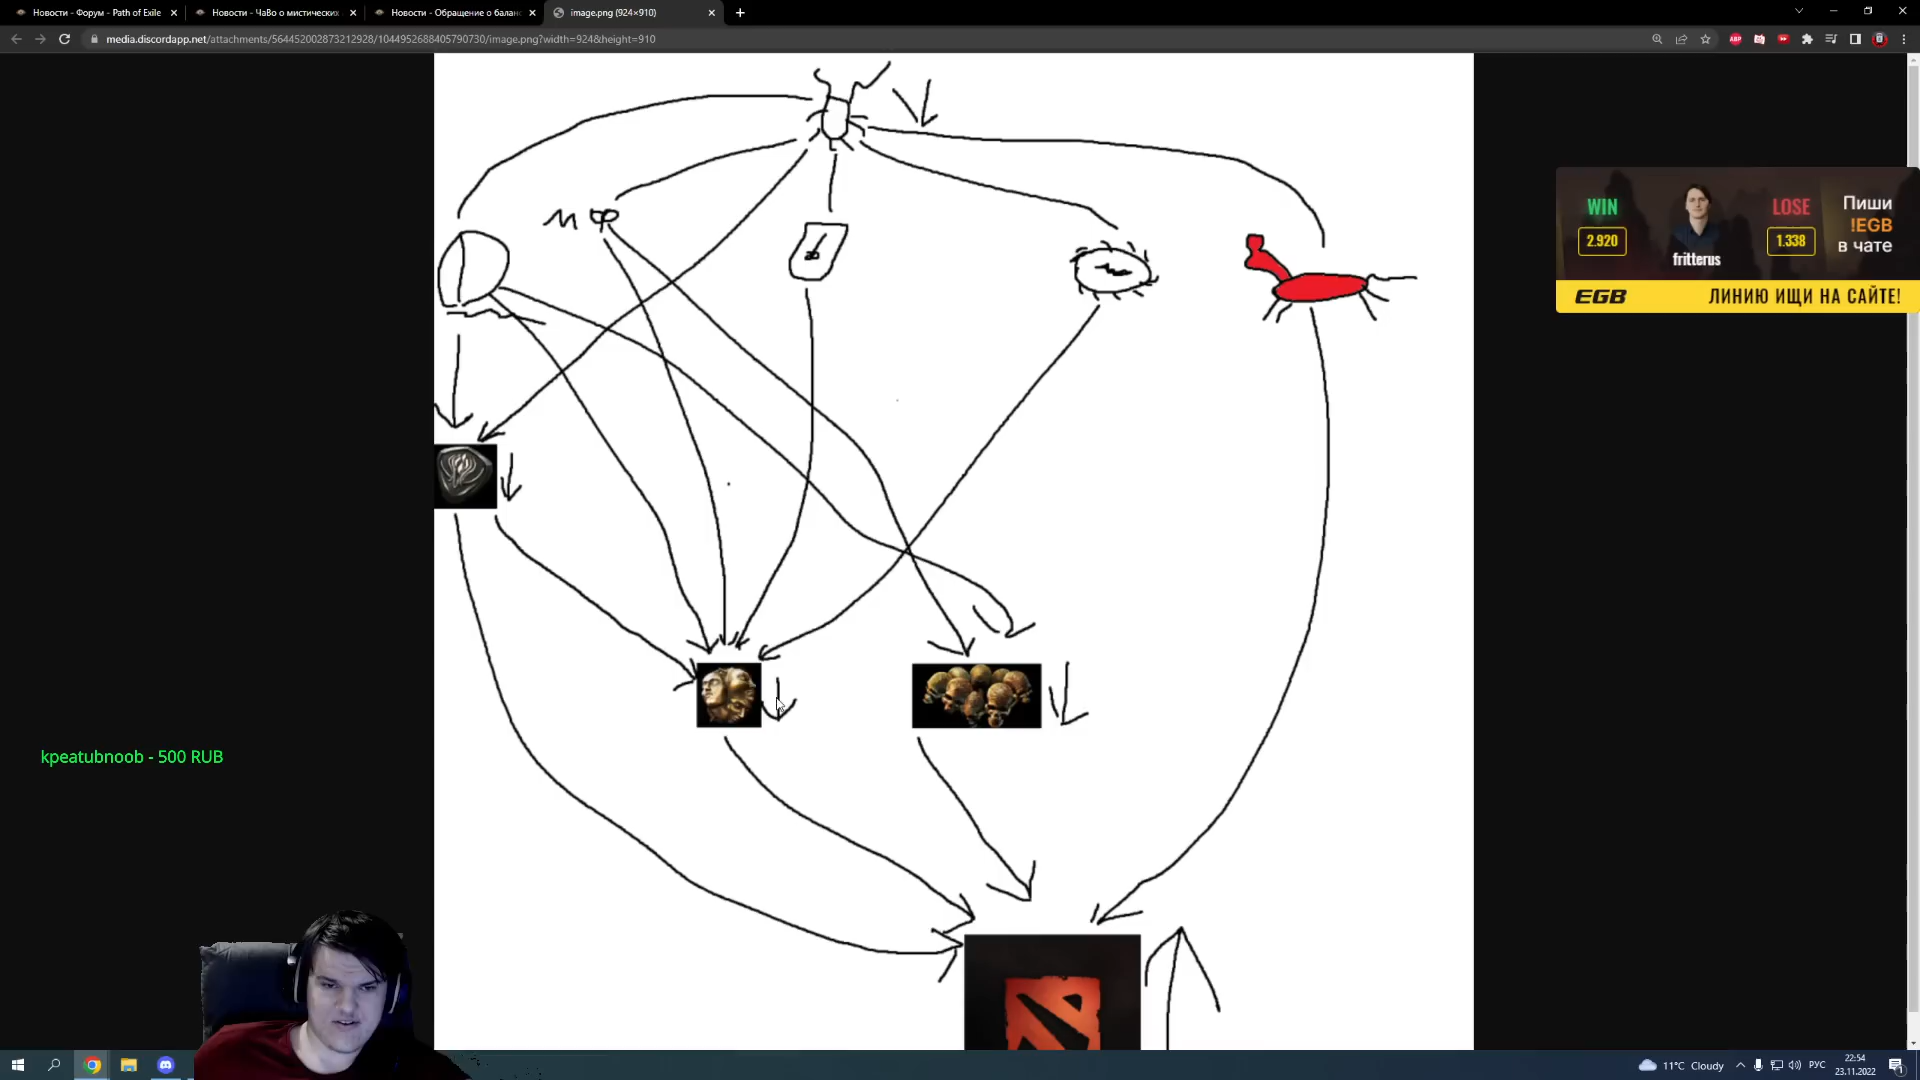 Новости - Форум - Path of Exile
Новости - ЧаВо о мистических
Новости - Обращение о балан
image.png (924×910)
media.discordapp.net/attachments/564452002873212928/1044952688405790730/image.png?width=924&height=910
ABP
WIN
2.920
fritterus
LOSE
1.338
Пиши
!EGB
в чате
EGB
ЛИНИЮ ИЩИ НА САЙТЕ!
МФ
kpeatubnoob - 500 RUB
11°C Cloudy
РУС
22:54
23.11.2022